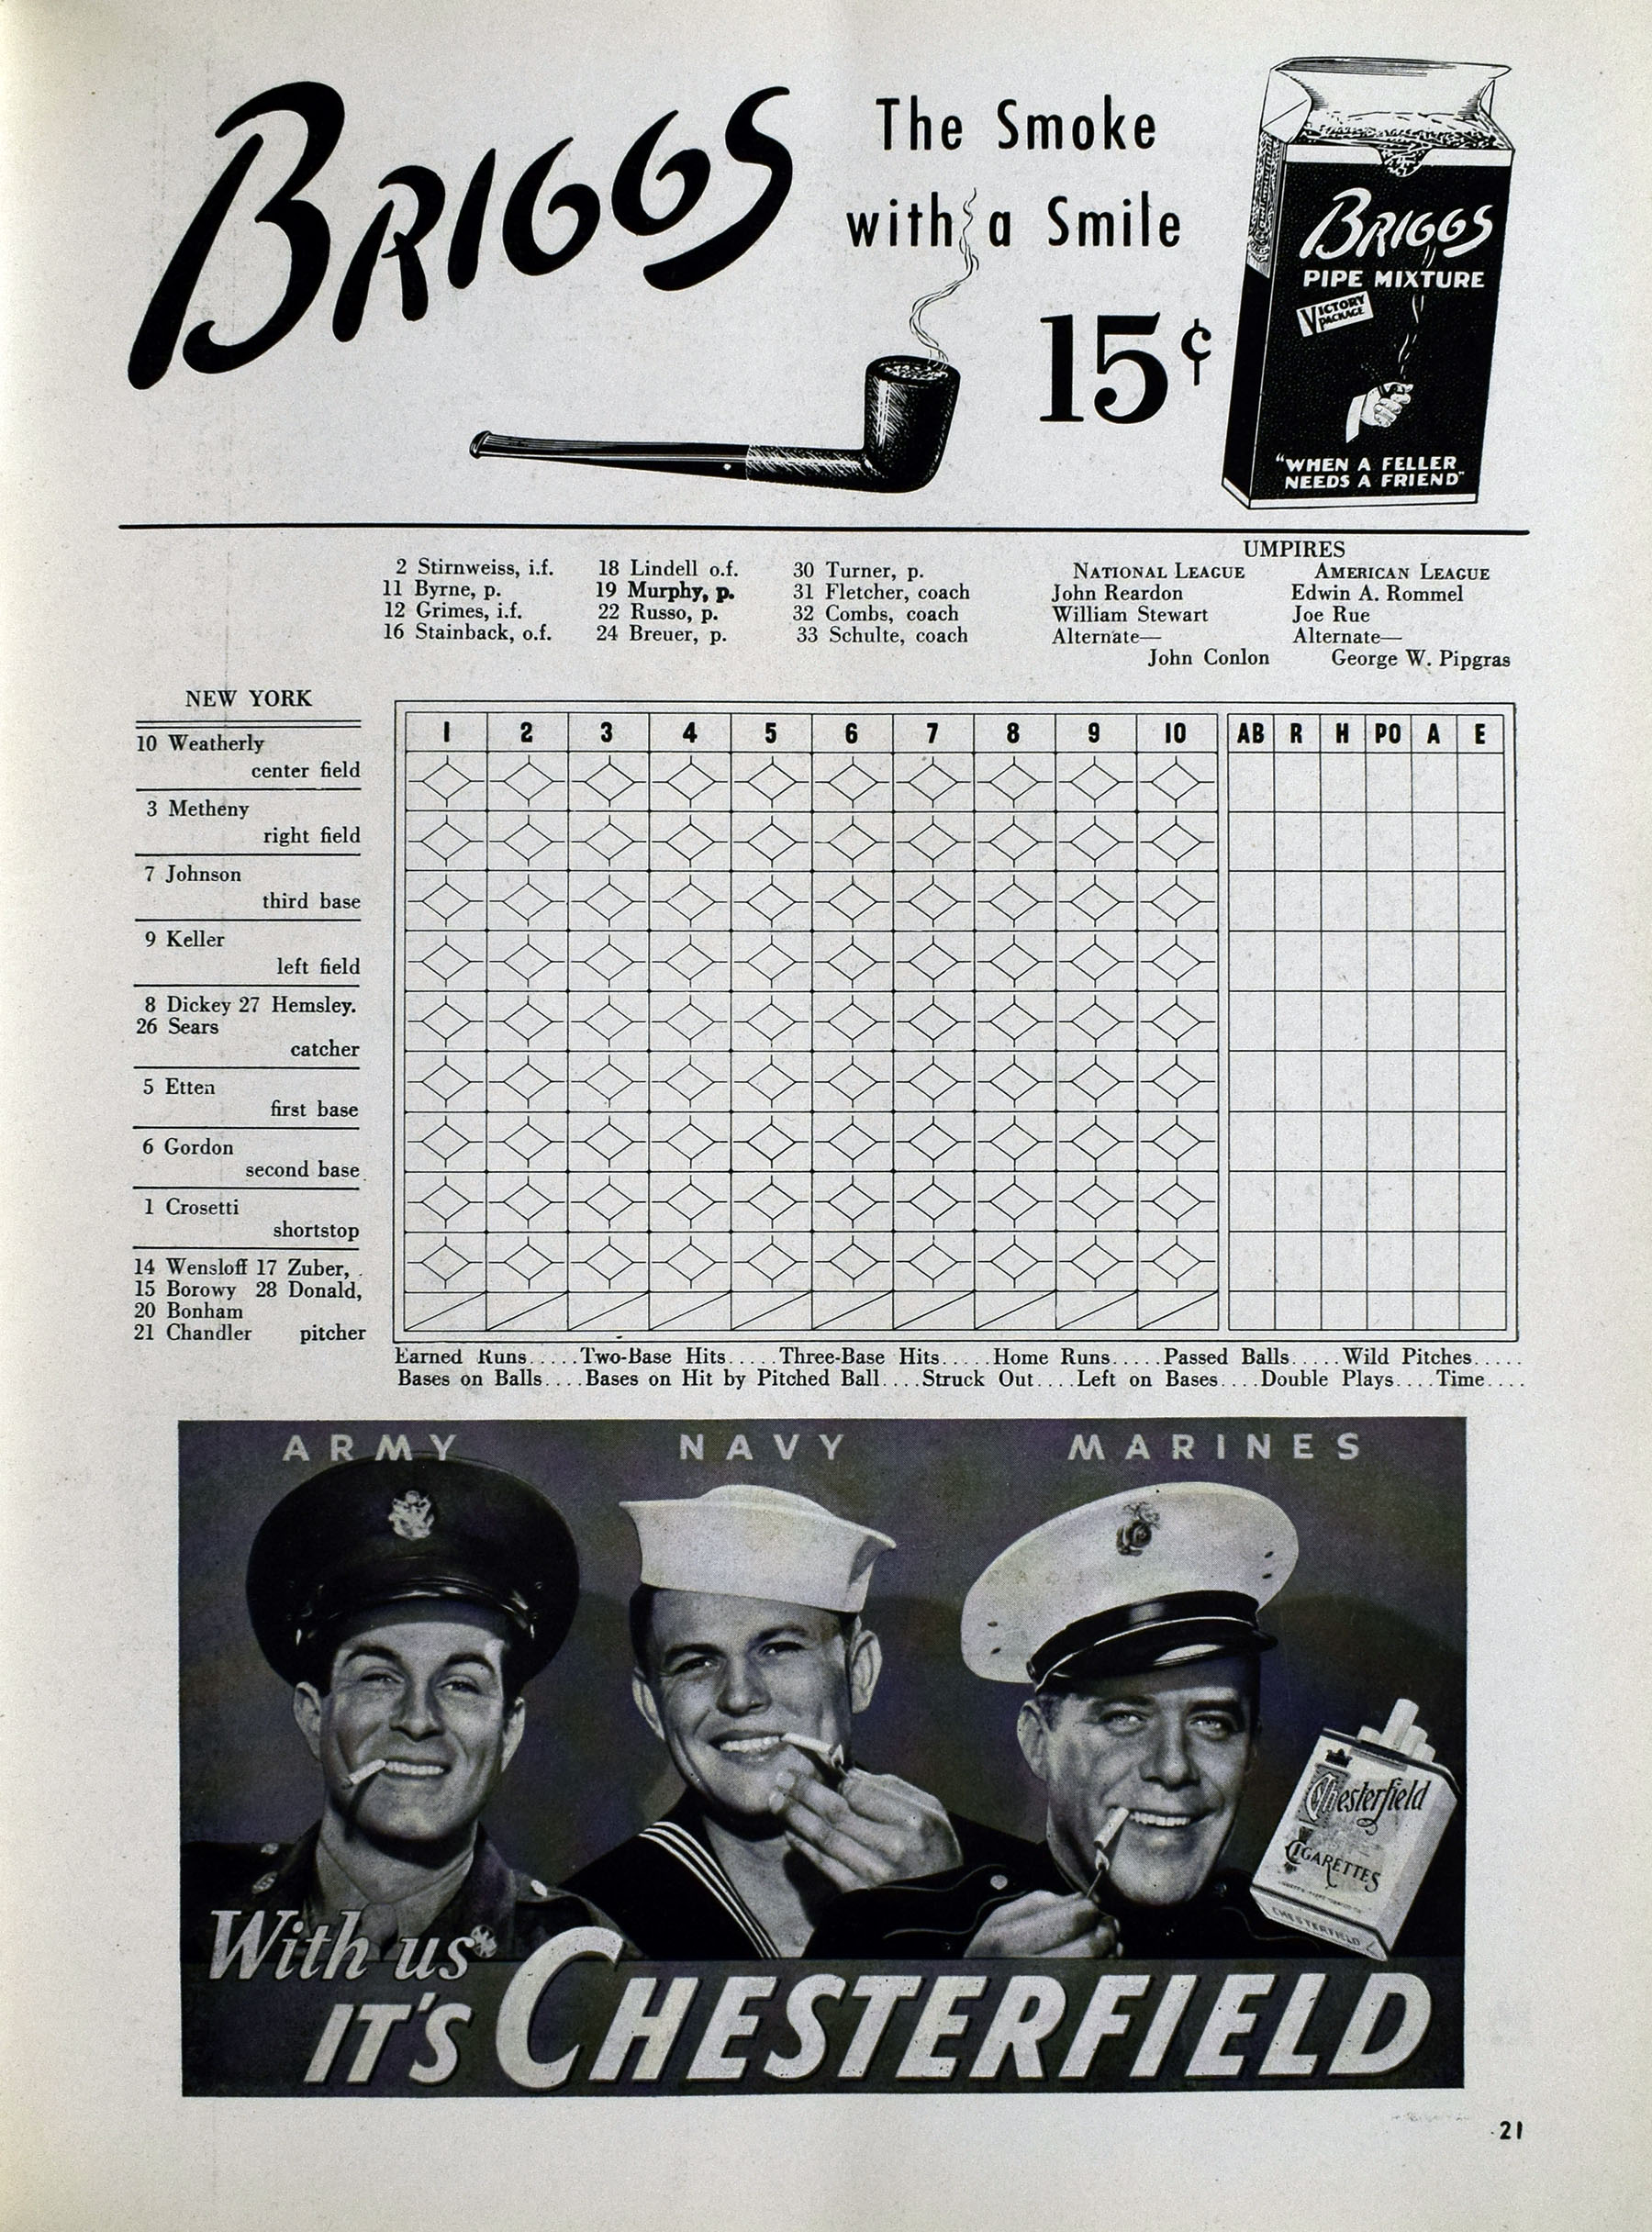 BRIGGS
The Smoke
with a Smile
15¢
BRIGGS
PIPE MIXTURE
VICTORY
PACKAGE
"WHEN A FELLER
NEEDS A FRIEND"
2 Stirnweiss, i.f.
11 Byrne, p.
12 Grimes, i.f.
16 Stainback, o.f.
18 Lindell o.f.
19 Murphy, p.
22 Russo, p.
24 Breuer, p.
30 Turner, p.
31 Fletcher, coach
32 Combs, coach
33 Schulte, coach
UMPIRES
NATIONAL LEAGUE
John Reardon
William Stewart
Alternate—
John Conlon
AMERICAN LEAGUE
Edwin A. Rommel
Joe Rue
Alternate—
George W. Pipgras
NEW YORK
1 2 3 4 5 6 7 8 9 10 AB R H PO A E
10 Weatherly
center field
3 Metheny
right field
7 Johnson
third base
9 Keller
left field
8 Dickey 27 Hemsley.
26 Sears
catcher
5 Etten
first base
6 Gordon
second base
1 Crosetti
shortstop
14 Wensloff 17 Zuber,
15 Borowy 28 Donald,
20 Bonham
21 Chandler pitcher
Earned Runs.....Two-Base Hits.....Three-Base Hits.....Home Runs.....Passed Balls.....Wild Pitches.....
Bases on Balls....Bases on Hit by Pitched Ball....Struck Out....Left on Bases....Double Plays....Time....
ARMY NAVY MARINES
Chesterfield
CIGARETTES
CHESTERFIELD
With us
IT'S CHESTERFIELD
21